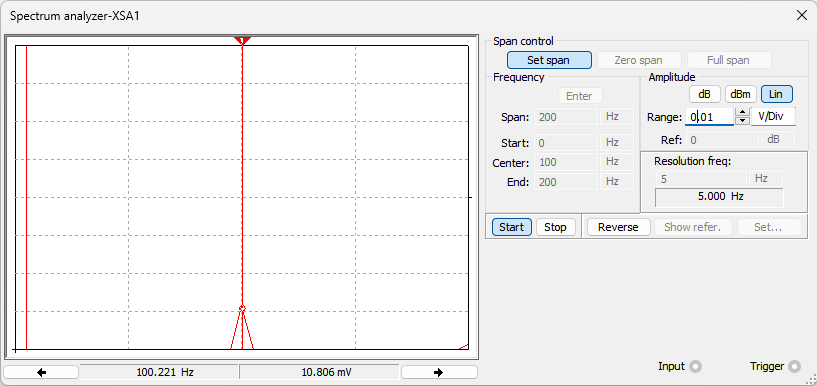 Spectrum analyzer-XSA1
Span control
Set span Zero span Full span
Frequency
Enter
Span: 200 Hz
Start: 0 Hz
Center: 100 Hz
End: 200 Hz
Amplitude
dB dBm Lin
Range: 0.01 V/Div
Ref: 0 dB
Resolution freq:
5 Hz
5.000 Hz
Start Stop Reverse Show refer. Set...
100.221 Hz 10.806 mV
Input Trigger